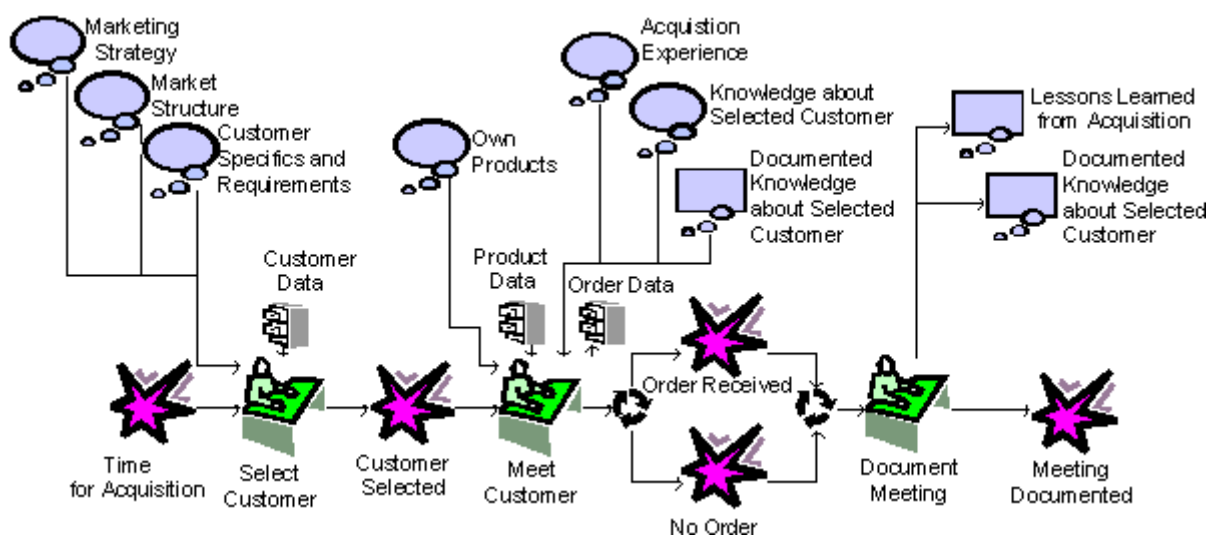 Marketing
Strategy
Market
Structure
Customer
Specifics and
Requirements
Own
Products
Acquistion
Experience
Knowledge about
Selected Customer
Documented
Knowledge
about Selected
Customer
Lessons Learned
from Acquisition
Documented
Knowledge
about Selected
Customer
Customer
Data
Product
Data
Order Data
Order Received
Time
for Acquisition
Select
Customer
Customer
Selected
Meet
Customer
No Order
Document
Meeting
Meeting
Documented